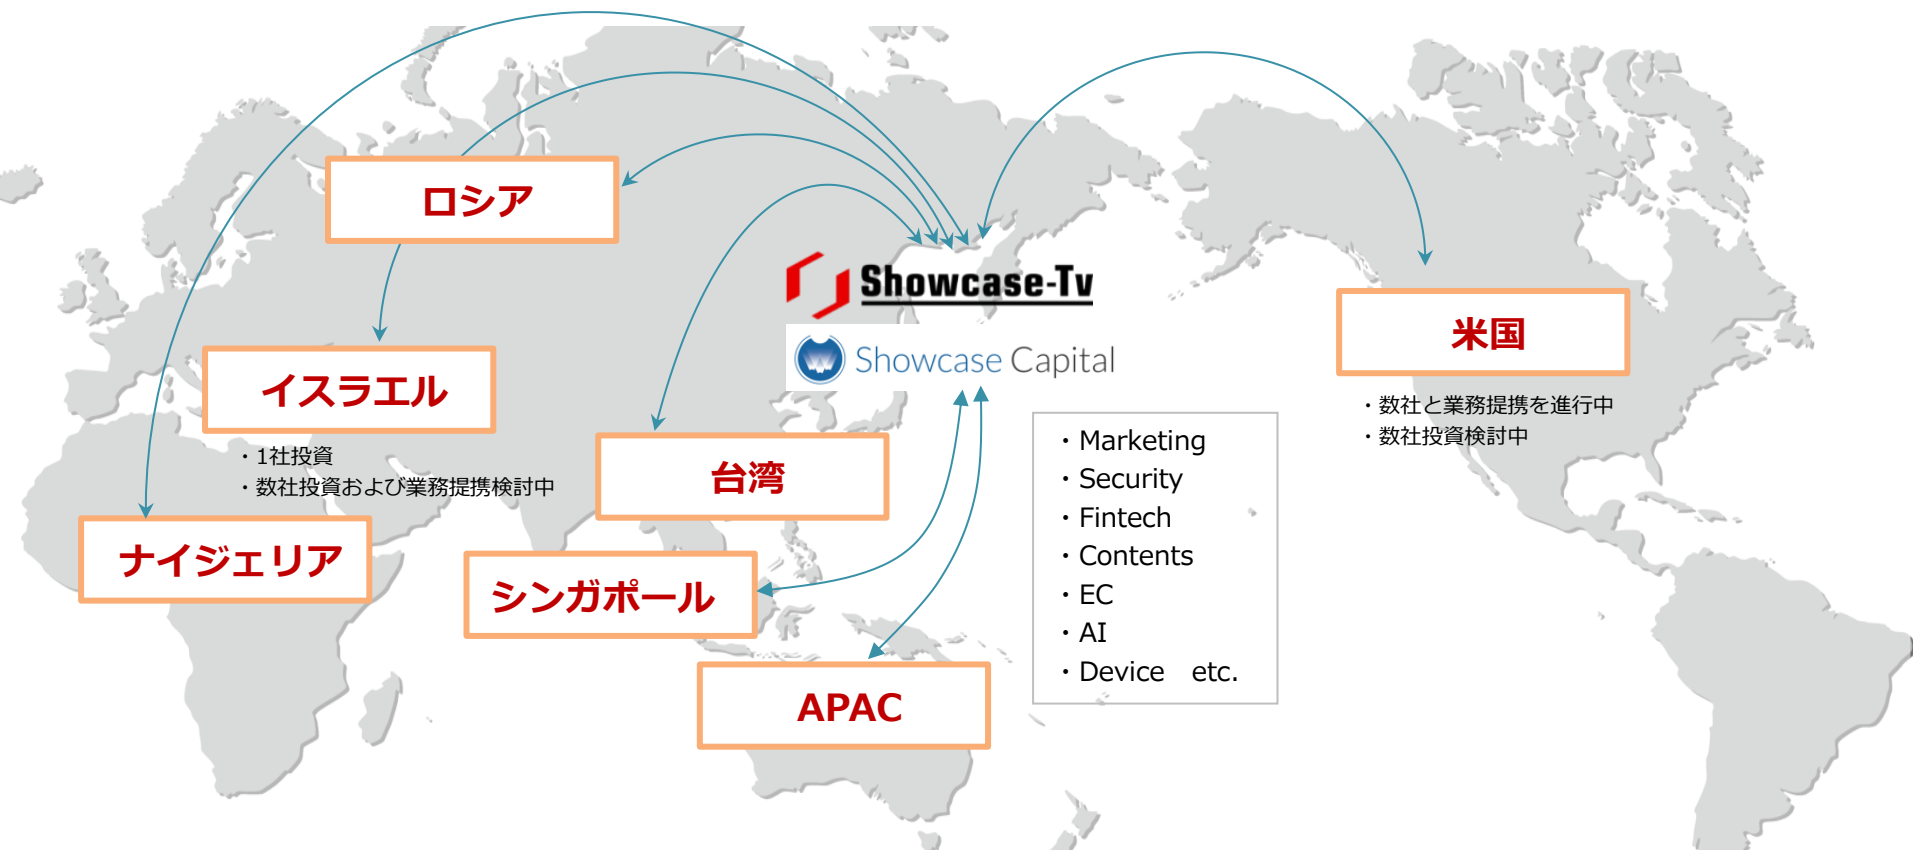 ロシア
Showcase-Tv
Showcase Capital
米国
・数社と業務提携を進行中
・数社投資検討中
イスラエル
・1社投資
・数社投資および業務提携検討中
台湾
ナイジェリア
シンガポール
APAC
・Marketing
・Security
・Fintech
・Contents
・EC
・AI
・Device　etc.